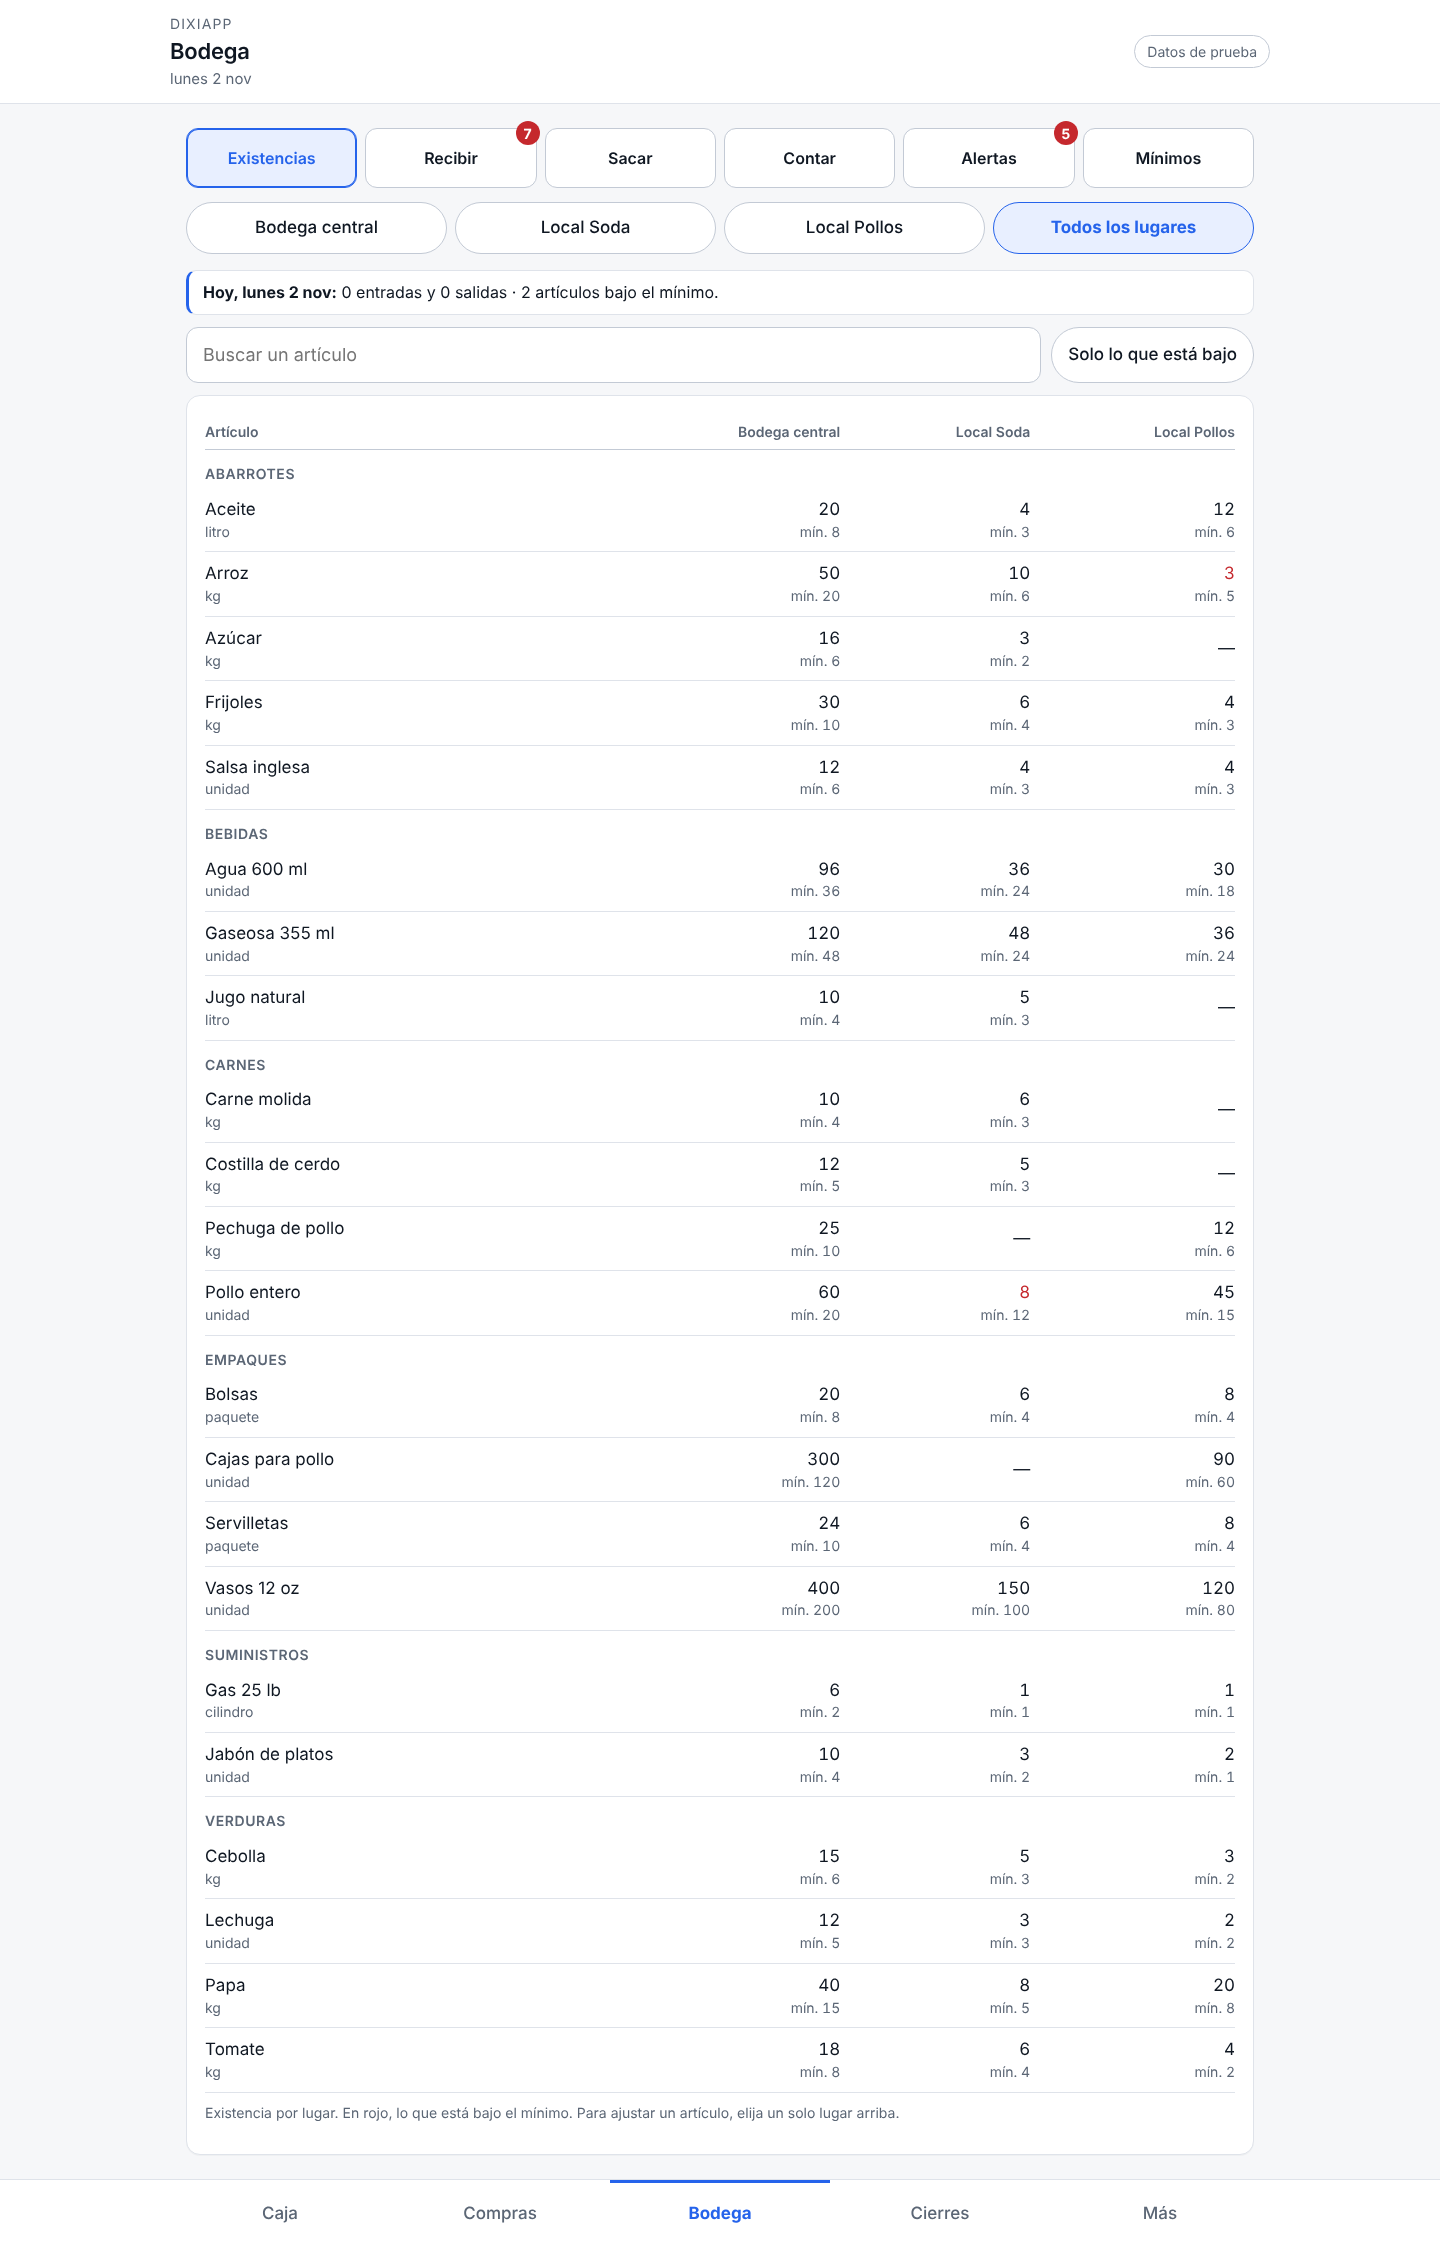 DIXIAPP
Bodega
lunes 2 nov
Datos de prueba
Existencias
Recibir 7
Sacar
Contar
Alertas 5
Mínimos
Bodega central
Local Soda
Local Pollos
Todos los lugares
Hoy, lunes 2 nov: 0 entradas y 0 salidas · 2 artículos bajo el mínimo.
Buscar un artículo
Solo lo que está bajo
Artículo Bodega central Local Soda Local Pollos
ABARROTES
Aceite 20 4 12
litro mín. 8 mín. 3 mín. 6
Arroz 50 10 3
kg mín. 20 mín. 6 mín. 5
Azúcar 16 3 —
kg mín. 6 mín. 2
Frijoles 30 6 4
kg mín. 10 mín. 4 mín. 3
Salsa inglesa 12 4 4
unidad mín. 6 mín. 3 mín. 3
BEBIDAS
Agua 600 ml 96 36 30
unidad mín. 36 mín. 24 mín. 18
Gaseosa 355 ml 120 48 36
unidad mín. 48 mín. 24 mín. 24
Jugo natural 10 5 —
litro mín. 4 mín. 3
CARNES
Carne molida 10 6 —
kg mín. 4 mín. 3
Costilla de cerdo 12 5 —
kg mín. 5 mín. 3
Pechuga de pollo 25 — 12
kg mín. 10 mín. 6
Pollo entero 60 8 45
unidad mín. 20 mín. 12 mín. 15
EMPAQUES
Bolsas 20 6 8
paquete mín. 8 mín. 4 mín. 4
Cajas para pollo 300 — 90
unidad mín. 120 mín. 60
Servilletas 24 6 8
paquete mín. 10 mín. 4 mín. 4
Vasos 12 oz 400 150 120
unidad mín. 200 mín. 100 mín. 80
SUMINISTROS
Gas 25 lb 6 1 1
cilindro mín. 2 mín. 1 mín. 1
Jabón de platos 10 3 2
unidad mín. 4 mín. 2 mín. 1
VERDURAS
Cebolla 15 5 3
kg mín. 6 mín. 3 mín. 2
Lechuga 12 3 2
unidad mín. 5 mín. 3 mín. 2
Papa 40 8 20
kg mín. 15 mín. 5 mín. 8
Tomate 18 6 4
kg mín. 8 mín. 4 mín. 2
Existencia por lugar. En rojo, lo que está bajo el mínimo. Para ajustar un artículo, elija un solo lugar arriba.
Caja
Compras
Bodega
Cierres
Más